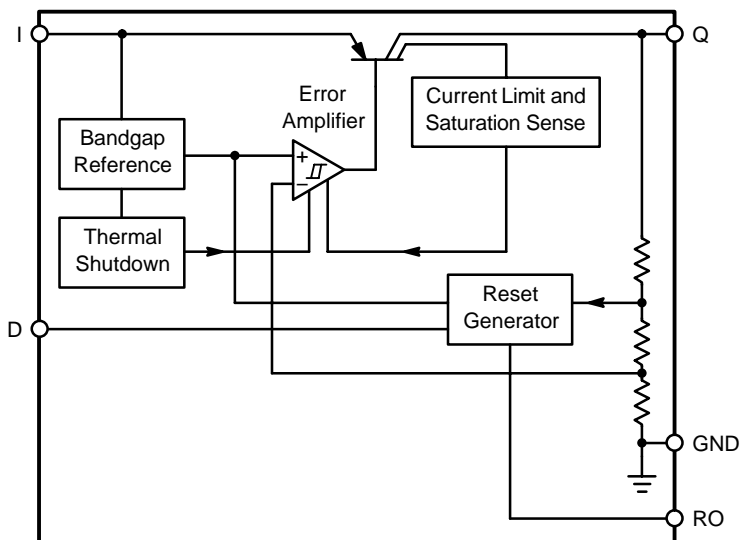 I
Q
Error
Amplifier
Current Limit and
Saturation Sense
Bandgap
Reference
+
−
Thermal
Shutdown
Reset
Generator
D
GND
RO